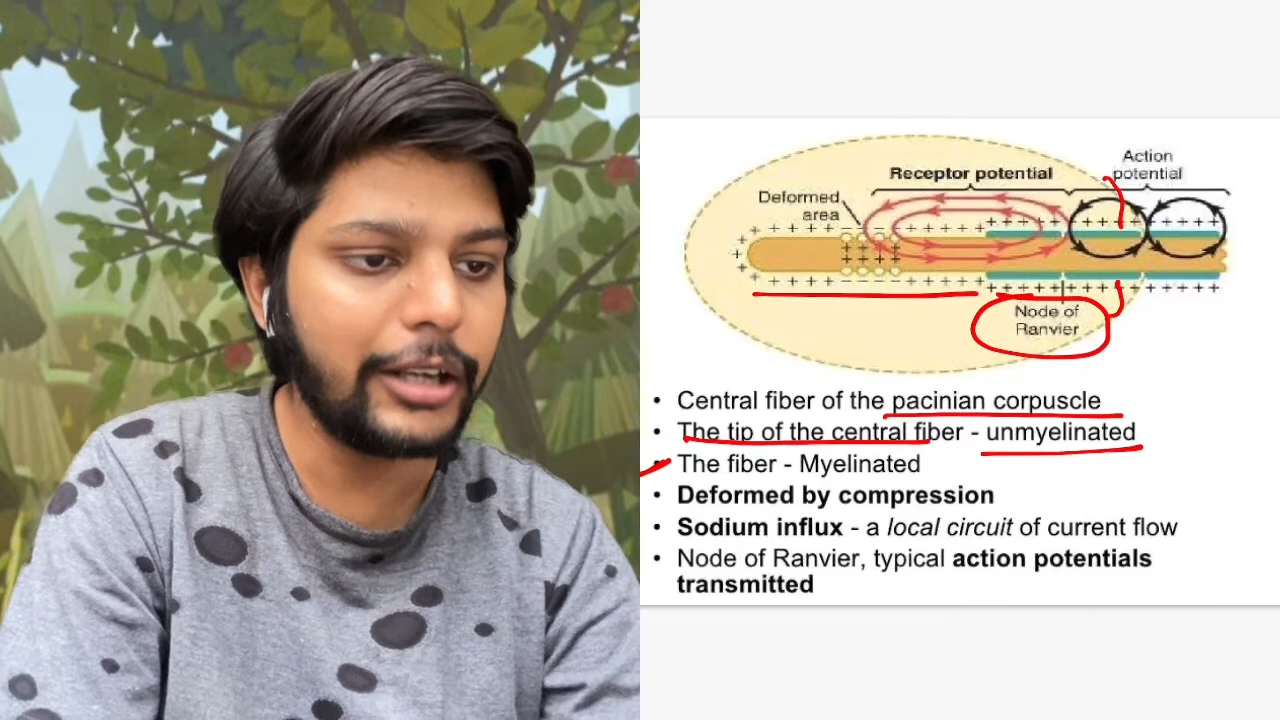 Action
potential
Receptor potential
Deformed
area
Node of
Ranvier
• Central fiber of the pacinian corpuscle
• The tip of the central fiber - unmyelinated
• The fiber - Myelinated
• Deformed by compression
• Sodium influx - a local circuit of current flow
• Node of Ranvier, typical action potentials
transmitted